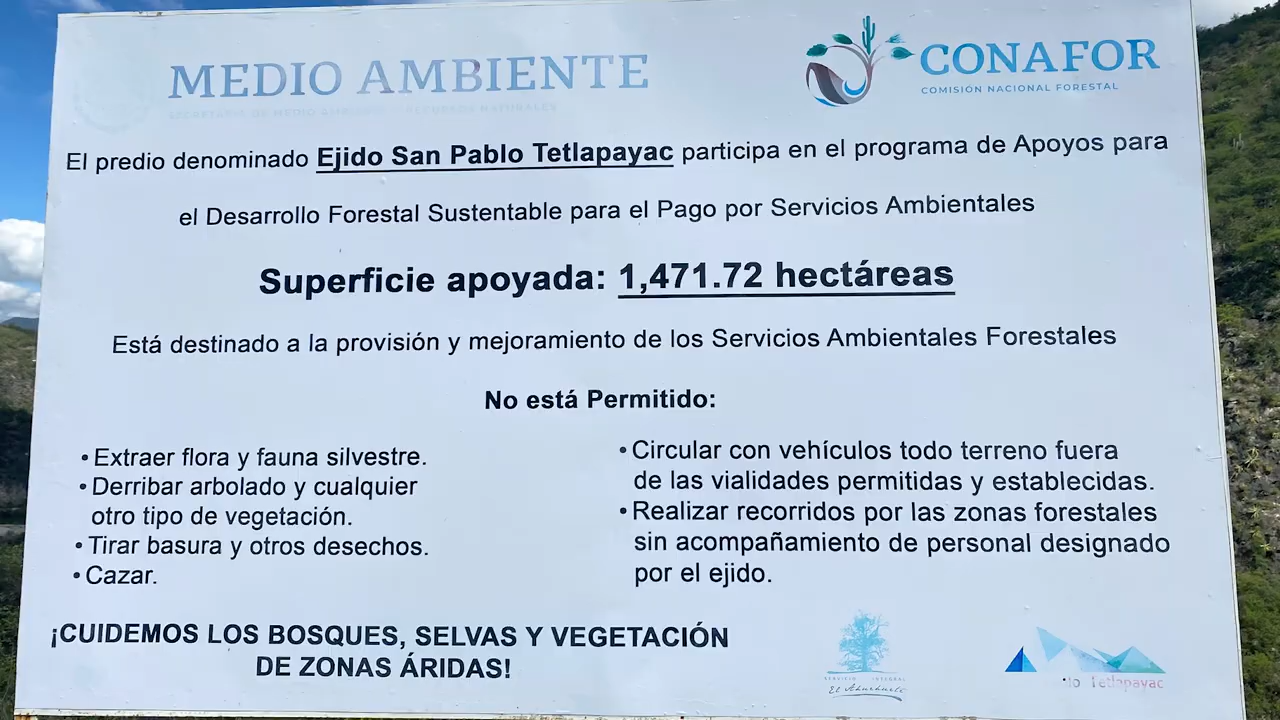 MEDIO AMBIENTE
SECRETARÍA DE MEDIO AMBIENTE Y RECURSOS NATURALES
CONAFOR
COMISIÓN NACIONAL FORESTAL
El predio denominado Ejido San Pablo Tetlapayac participa en el programa de Apoyos para
el Desarrollo Forestal Sustentable para el Pago por Servicios Ambientales
Superficie apoyada: 1,471.72 hectáreas
Está destinado a la provisión y mejoramiento de los Servicios Ambientales Forestales
No está Permitido:
• Extraer flora y fauna silvestre.
• Derribar arbolado y cualquier
otro tipo de vegetación.
• Tirar basura y otros desechos.
• Cazar.
• Circular con vehículos todo terreno fuera
de las vialidades permitidas y establecidas.
• Realizar recorridos por las zonas forestales
sin acompañamiento de personal designado
por el ejido.
¡CUIDEMOS LOS BOSQUES, SELVAS Y VEGETACIÓN
DE ZONAS ÁRIDAS!
SERVICIO INTEGRAL
El Ahuehuete
Tetlapayac